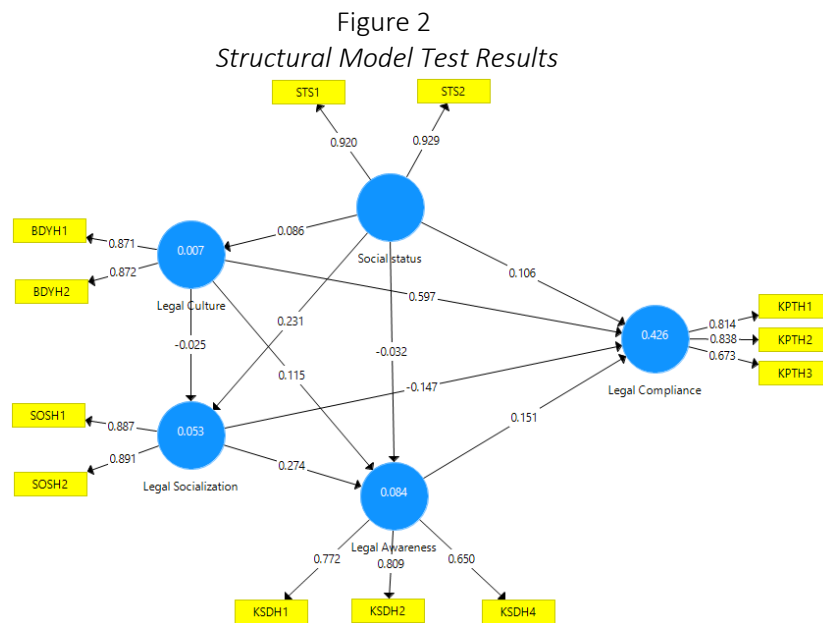 Figure 2
Structural Model Test Results
STS1
STS2
0.920
0.929
BDYH1
0.871
0.086
0.007
Social status
BDYH2
0.872
Legal Culture
0.106
0.597
KPTH1
0.814
0.231
0.426
0.838
KPTH2
-0.025
-0.032
0.673
KPTH3
0.115
-0.147
Legal Compliance
SOSH1
0.887
0.053
0.151
0.891
0.274
SOSH2
Legal Socialization
0.084
Legal Awareness
0.772
0.809
0.650
KSDH1
KSDH2
KSDH4